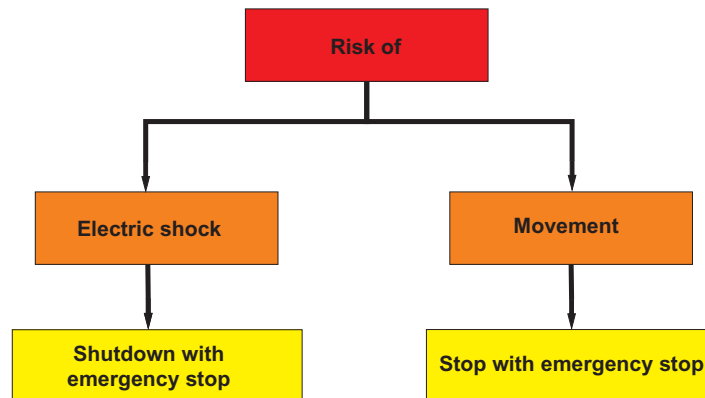 Risk of
Electric shock
Movement
Shutdown with
emergency stop
Stop with emergency stop